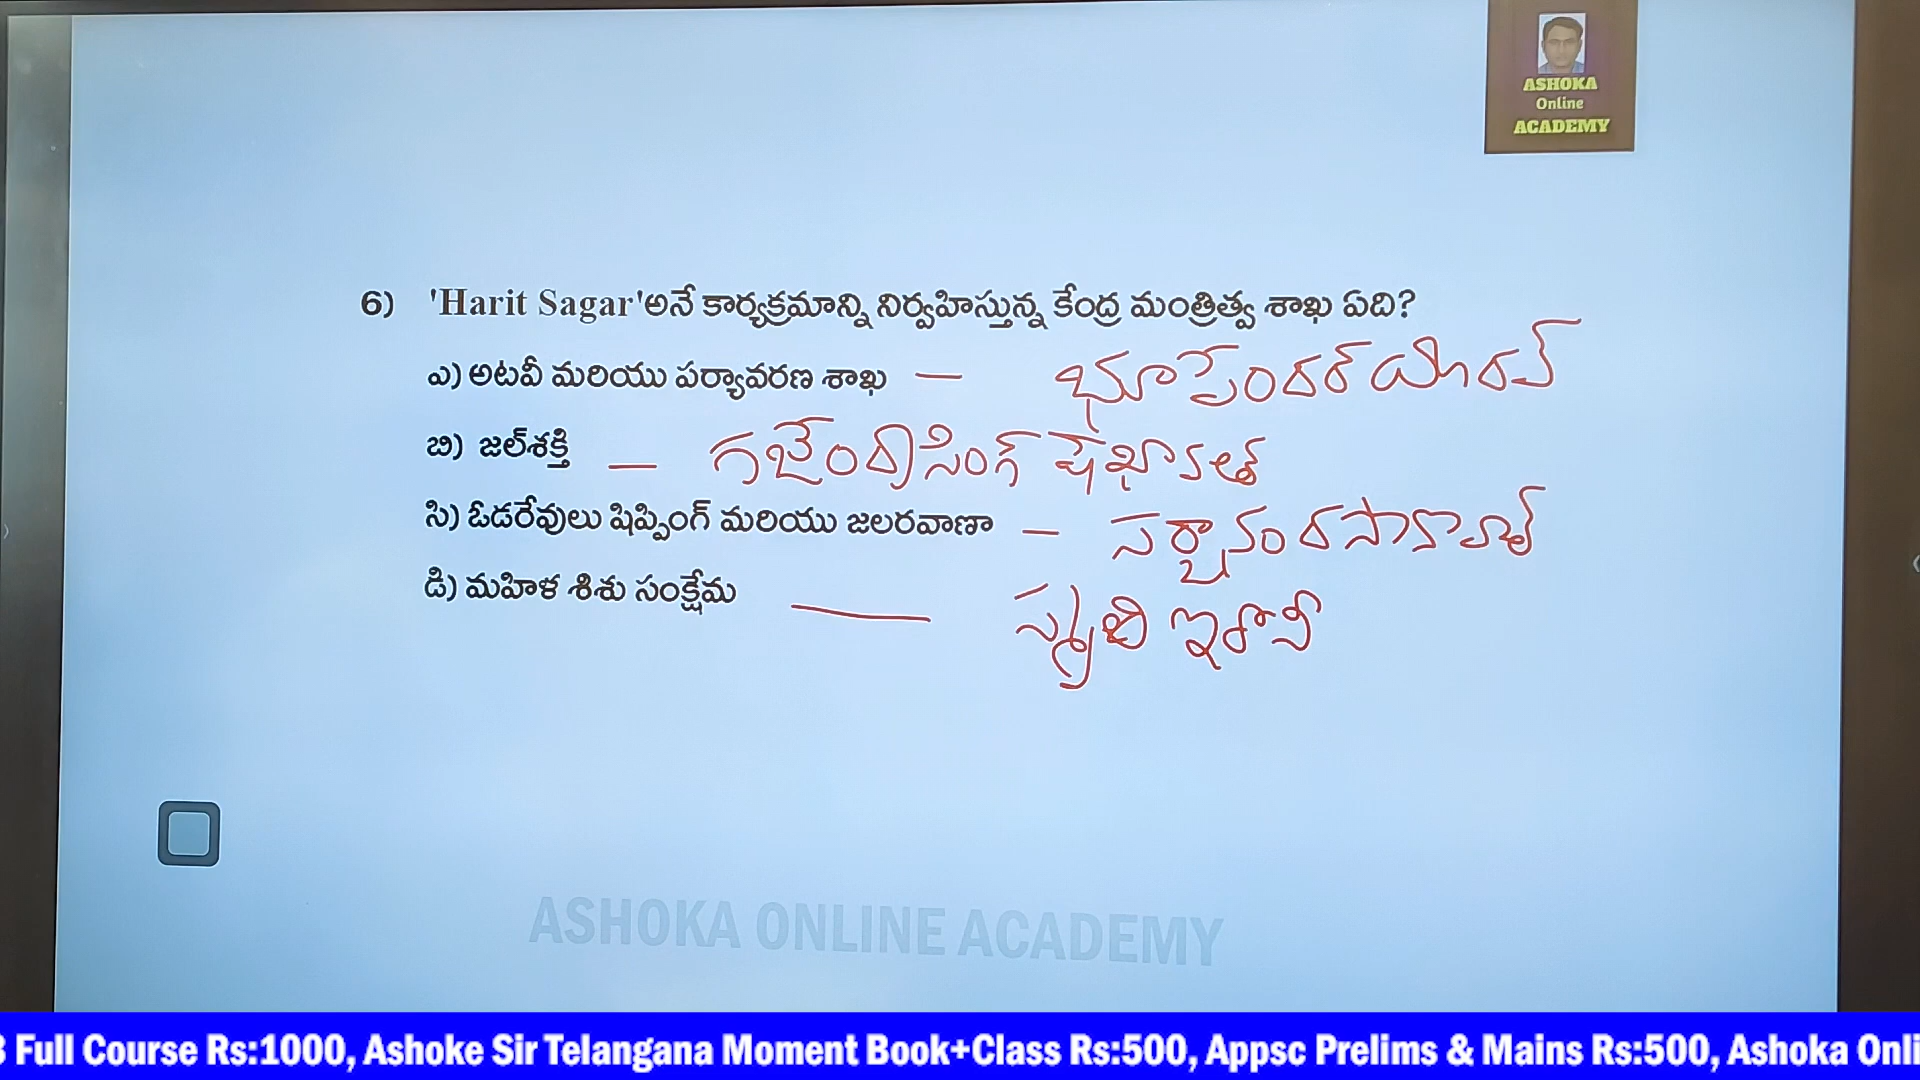 ASHOKA
Online
ACADEMY
6) 'Harit Sagar'అనే కార్యక్రమాన్ని నిర్వహిస్తున్న కేంద్ర మంత్రిత్వ శాఖ ఏది?
ఎ) అటవీ మరియు పర్యావరణ శాఖ — భూపేందర్ యాదవ్
బి) జల్‌శక్తి — గజేంద్రసింగ్ షెఖావత్
సి) ఓడరేవులు షిప్పింగ్ మరియు జలరవాణా — సర్బానంద సోనోవాల్
డి) మహిళ శిశు సంక్షేమ — స్మృతి ఇరానీ
ASHOKA ONLINE ACADEMY
3 Full Course Rs:1000, Ashoke Sir Telangana Moment Book+Class Rs:500, Appsc Prelims & Mains Rs:500, Ashoka Onli